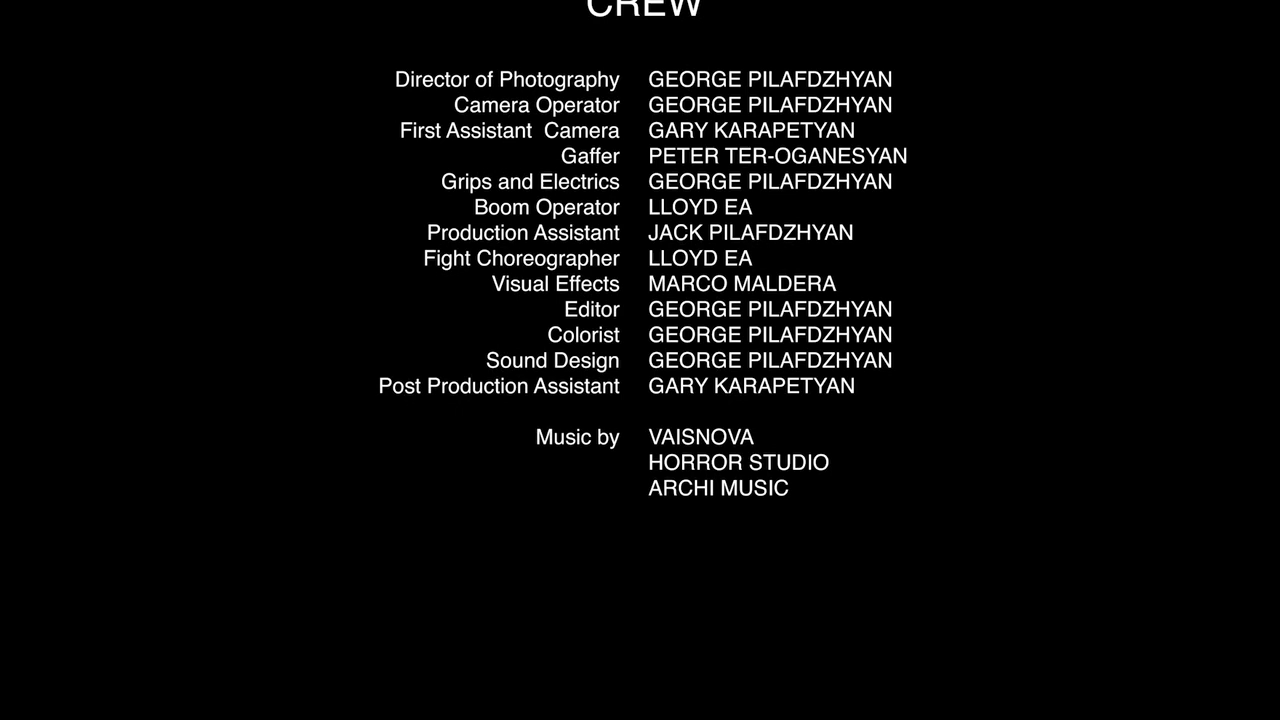 CREW
Director of Photography GEORGE PILAFDZHYAN
Camera Operator GEORGE PILAFDZHYAN
First Assistant  Camera GARY KARAPETYAN
Gaffer PETER TER-OGANESYAN
Grips and Electrics GEORGE PILAFDZHYAN
Boom Operator LLOYD EA
Production Assistant JACK PILAFDZHYAN
Fight Choreographer LLOYD EA
Visual Effects MARCO MALDERA
Editor GEORGE PILAFDZHYAN
Colorist GEORGE PILAFDZHYAN
Sound Design GEORGE PILAFDZHYAN
Post Production Assistant GARY KARAPETYAN
Music by VAISNOVA
HORROR STUDIO
ARCHI MUSIC